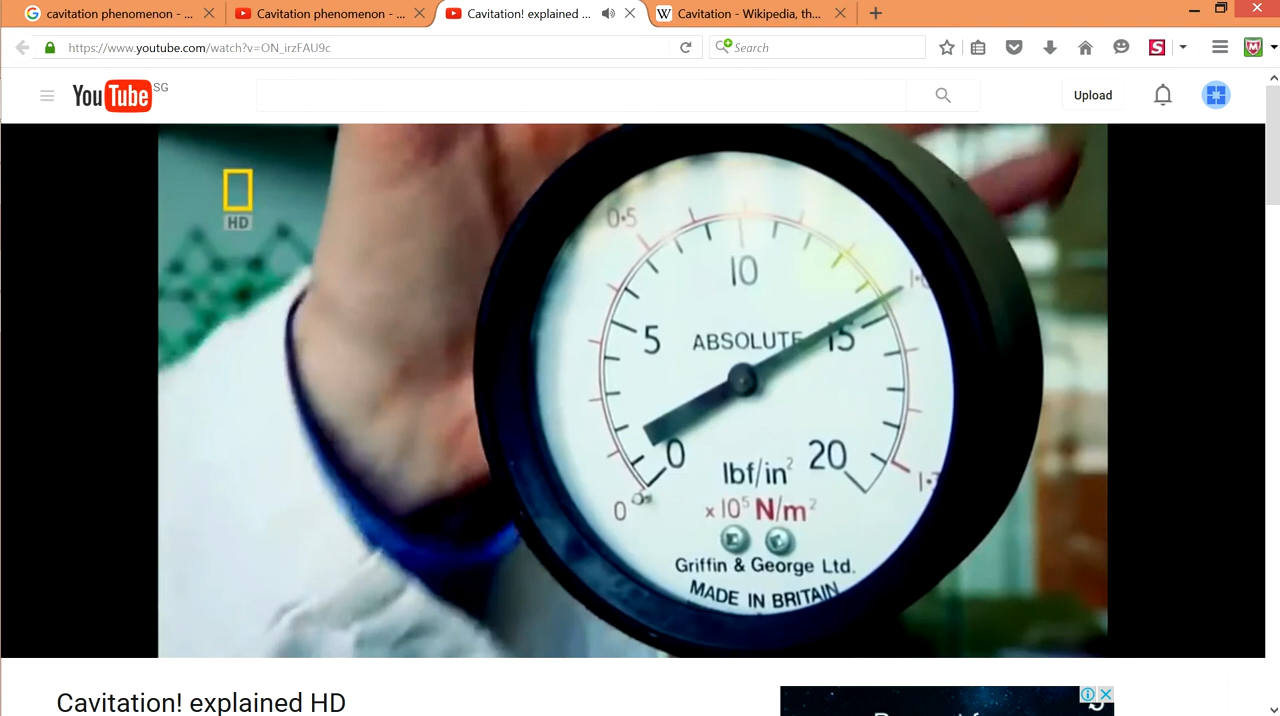 cavitation phenomenon - ...
Cavitation phenomenon - ...
Cavitation! explained ...
Cavitation - Wikipedia, th...
https://www.youtube.com/watch?v=ON_irzFAU9c
Search
YouTube SG
Upload
HD
0·5
10
1·0
5
ABSOLUTE
15
0
lbf/in²
20
0
x 10⁵ N/m²
Griffin & George Ltd.
MADE IN BRITAIN
Cavitation! explained HD